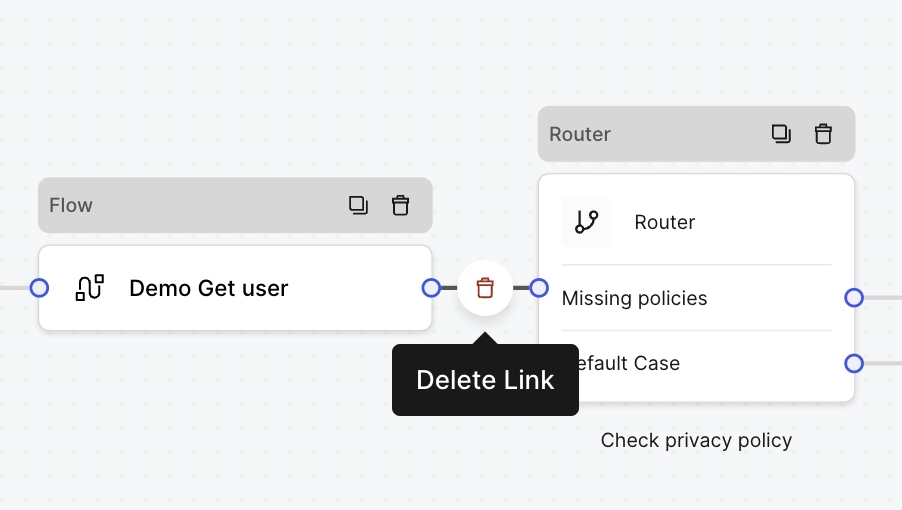 Router
Flow
Router
Demo Get user
Missing policies
efault Case
Delete Link
Check privacy policy